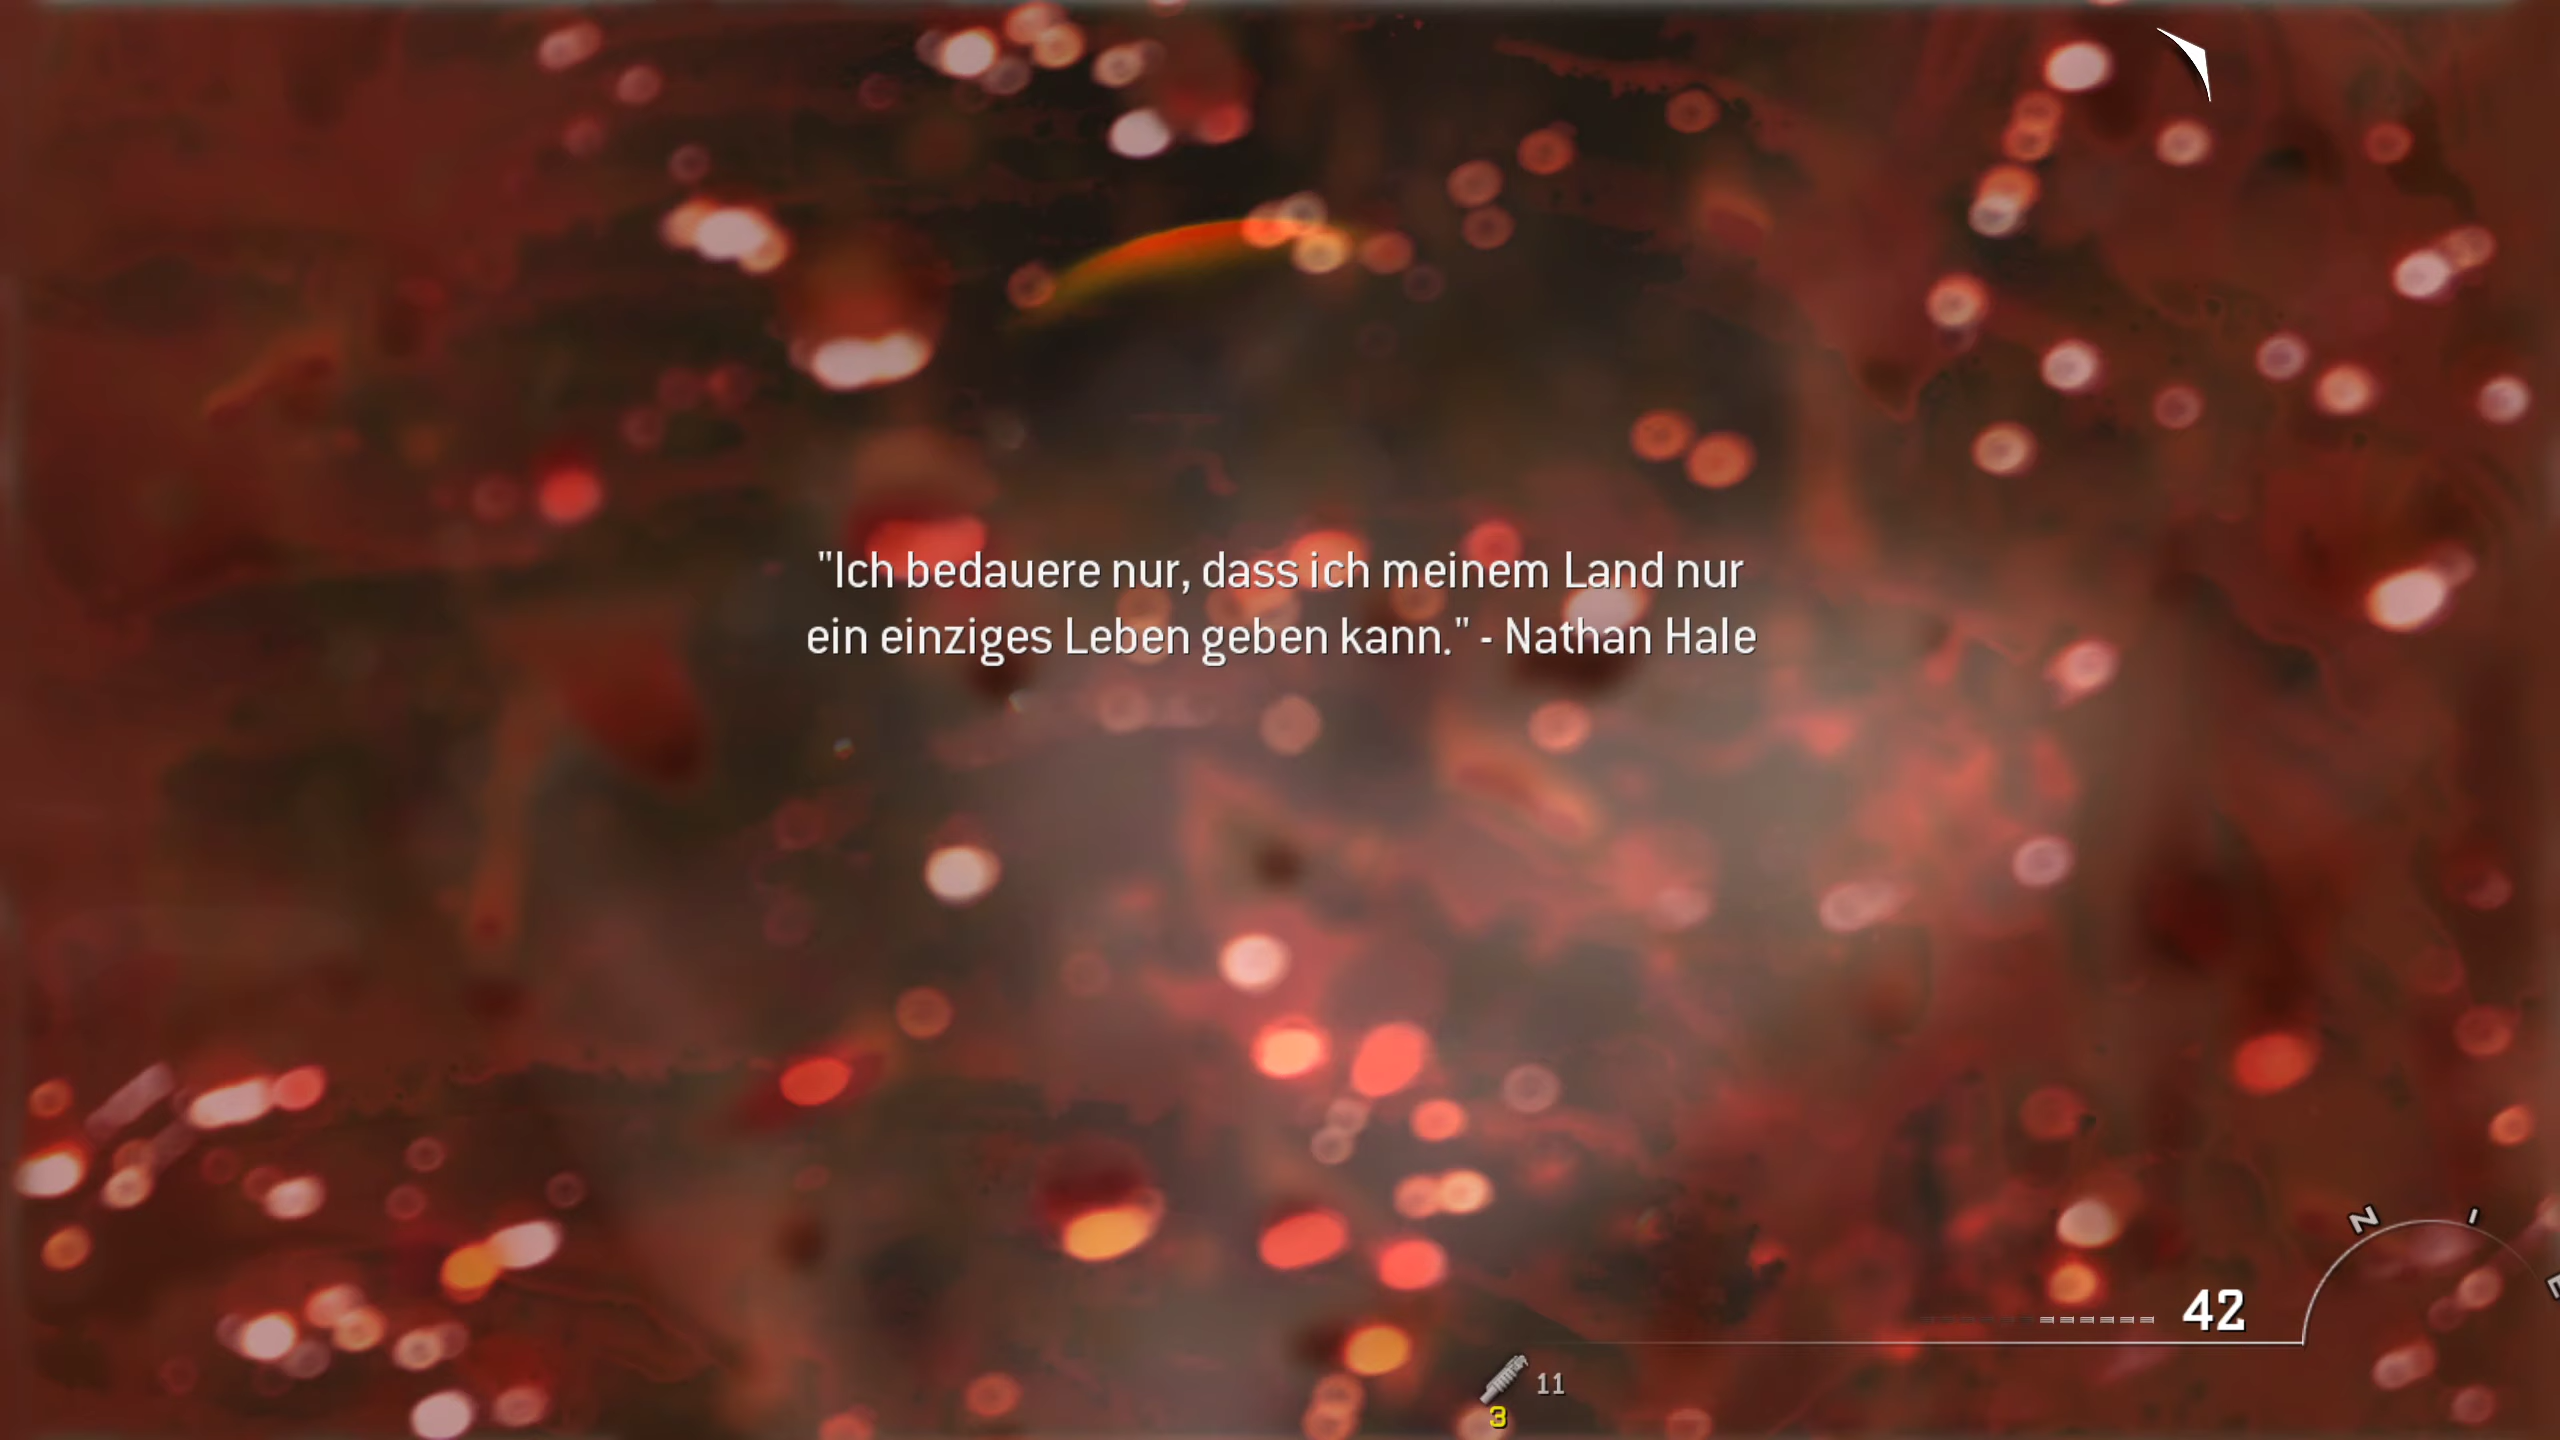 "Ich bedauere nur, dass ich meinem Land nur
ein einziges Leben geben kann." - Nathan Hale
N
E
42
11
3